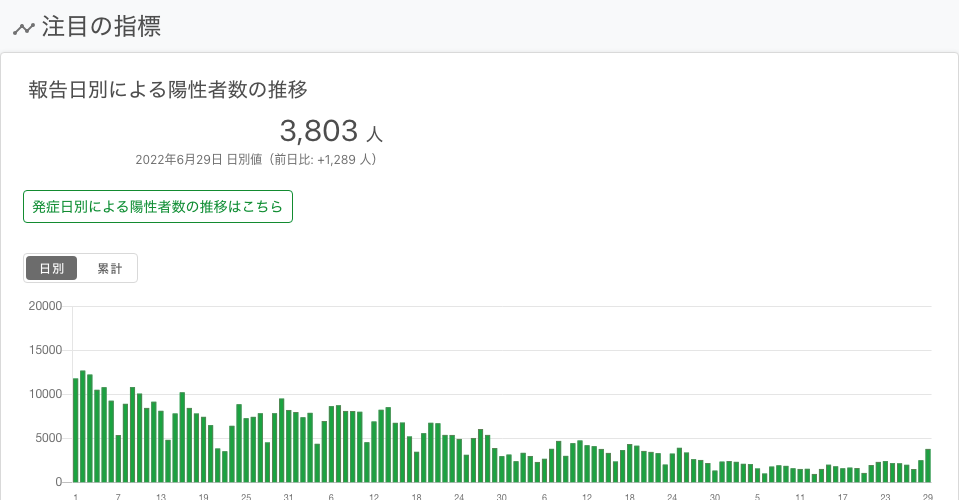 注目の指標
報告日別による陽性者数の推移
3,803 人
2022年6月29日 日別値（前日比: +1,289 人）
発症日別による陽性者数の推移はこちら
日別 累計
20000
15000
10000
5000
0
1 7 13 19 25 31 6 12 18 24 30 6 12 18 24 30 5 11 17 23 29